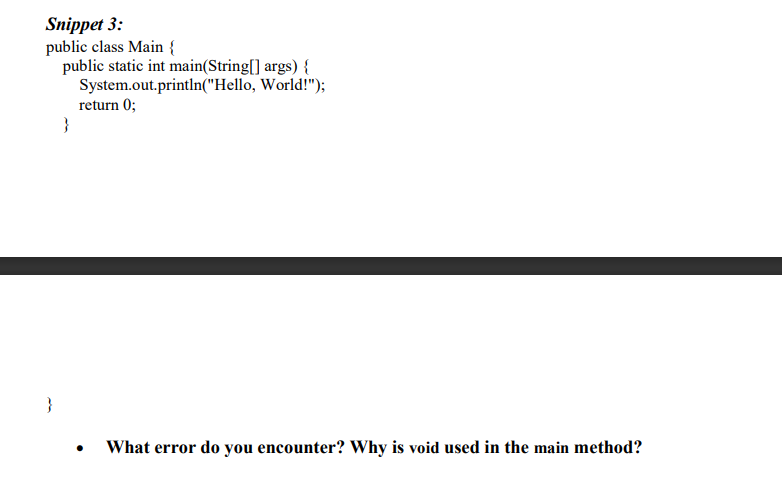 Snippet 3:
public class Main {
public static int main(String[] args) {
System.out.println("Hello, World!");
return 0;
}
}
• What error do you encounter? Why is void used in the main method?